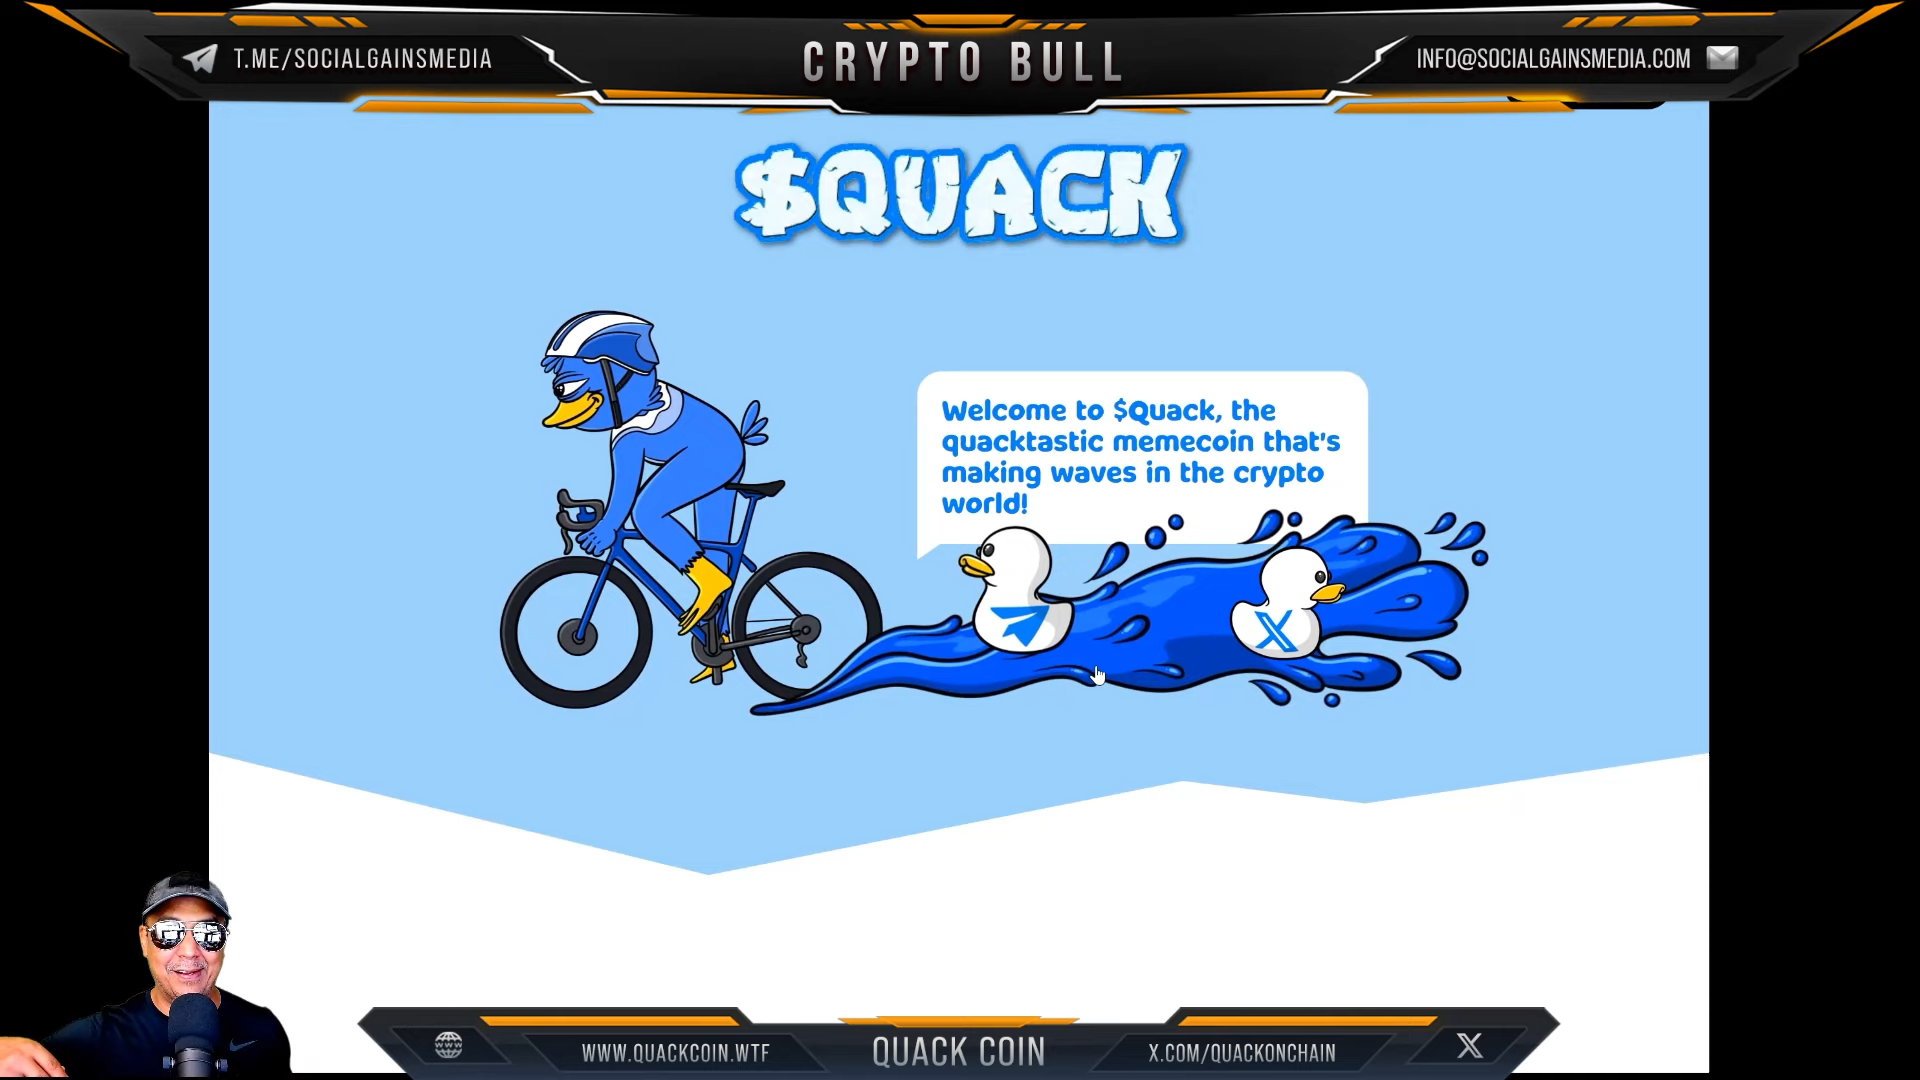 T.ME/SOCIALGAINSMEDIA
CRYPTO BULL
INFO@SOCIALGAINSMEDIA.COM
$QUACK
Welcome to $Quack, the
quacktastic memecoin that's
making waves in the crypto
world!
X
WWW
WWW.QUACKCOIN.WTF
QUACK COIN
X.COM/QUACKONCHAIN
X